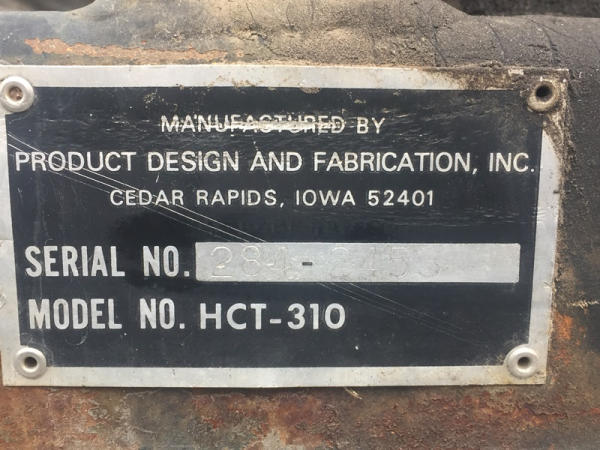 MANUFACTURED BY
PRODUCT DESIGN AND FABRICATION, INC.
CEDAR RAPIDS, IOWA 52401
SERIAL NO.
MODEL NO. HCT-310